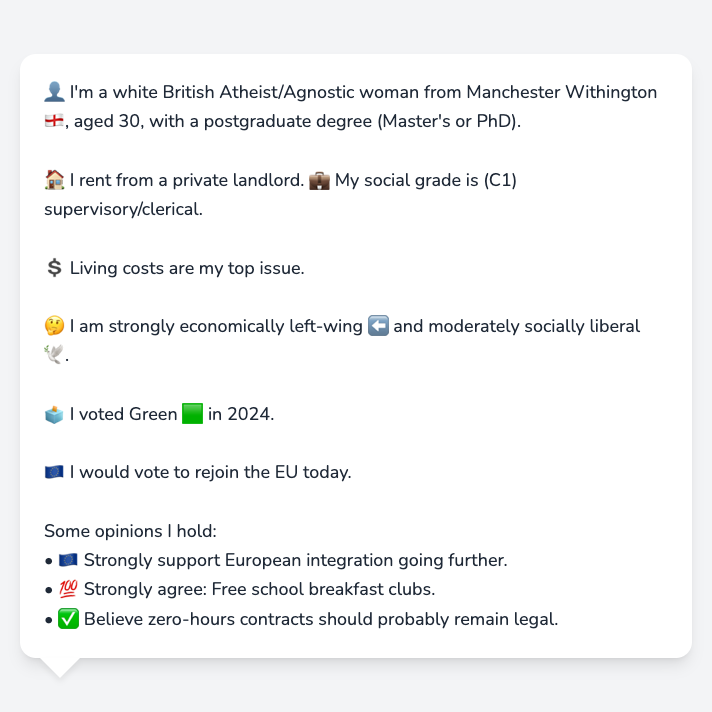 👤 I'm a white British Atheist/Agnostic woman from Manchester Withington
🏴󠁧󠁢󠁥󠁮󠁧󠁿, aged 30, with a postgraduate degree (Master's or PhD).
🏠 I rent from a private landlord. 💼 My social grade is (C1)
supervisory/clerical.
💲 Living costs are my top issue.
🤔 I am strongly economically left-wing ⬅️ and moderately socially liberal
🕊️.
🗳️ I voted Green 🟩 in 2024.
🇪🇺 I would vote to rejoin the EU today.
Some opinions I hold:
• 🇪🇺 Strongly support European integration going further.
• 💯 Strongly agree: Free school breakfast clubs.
• ✅ Believe zero-hours contracts should probably remain legal.